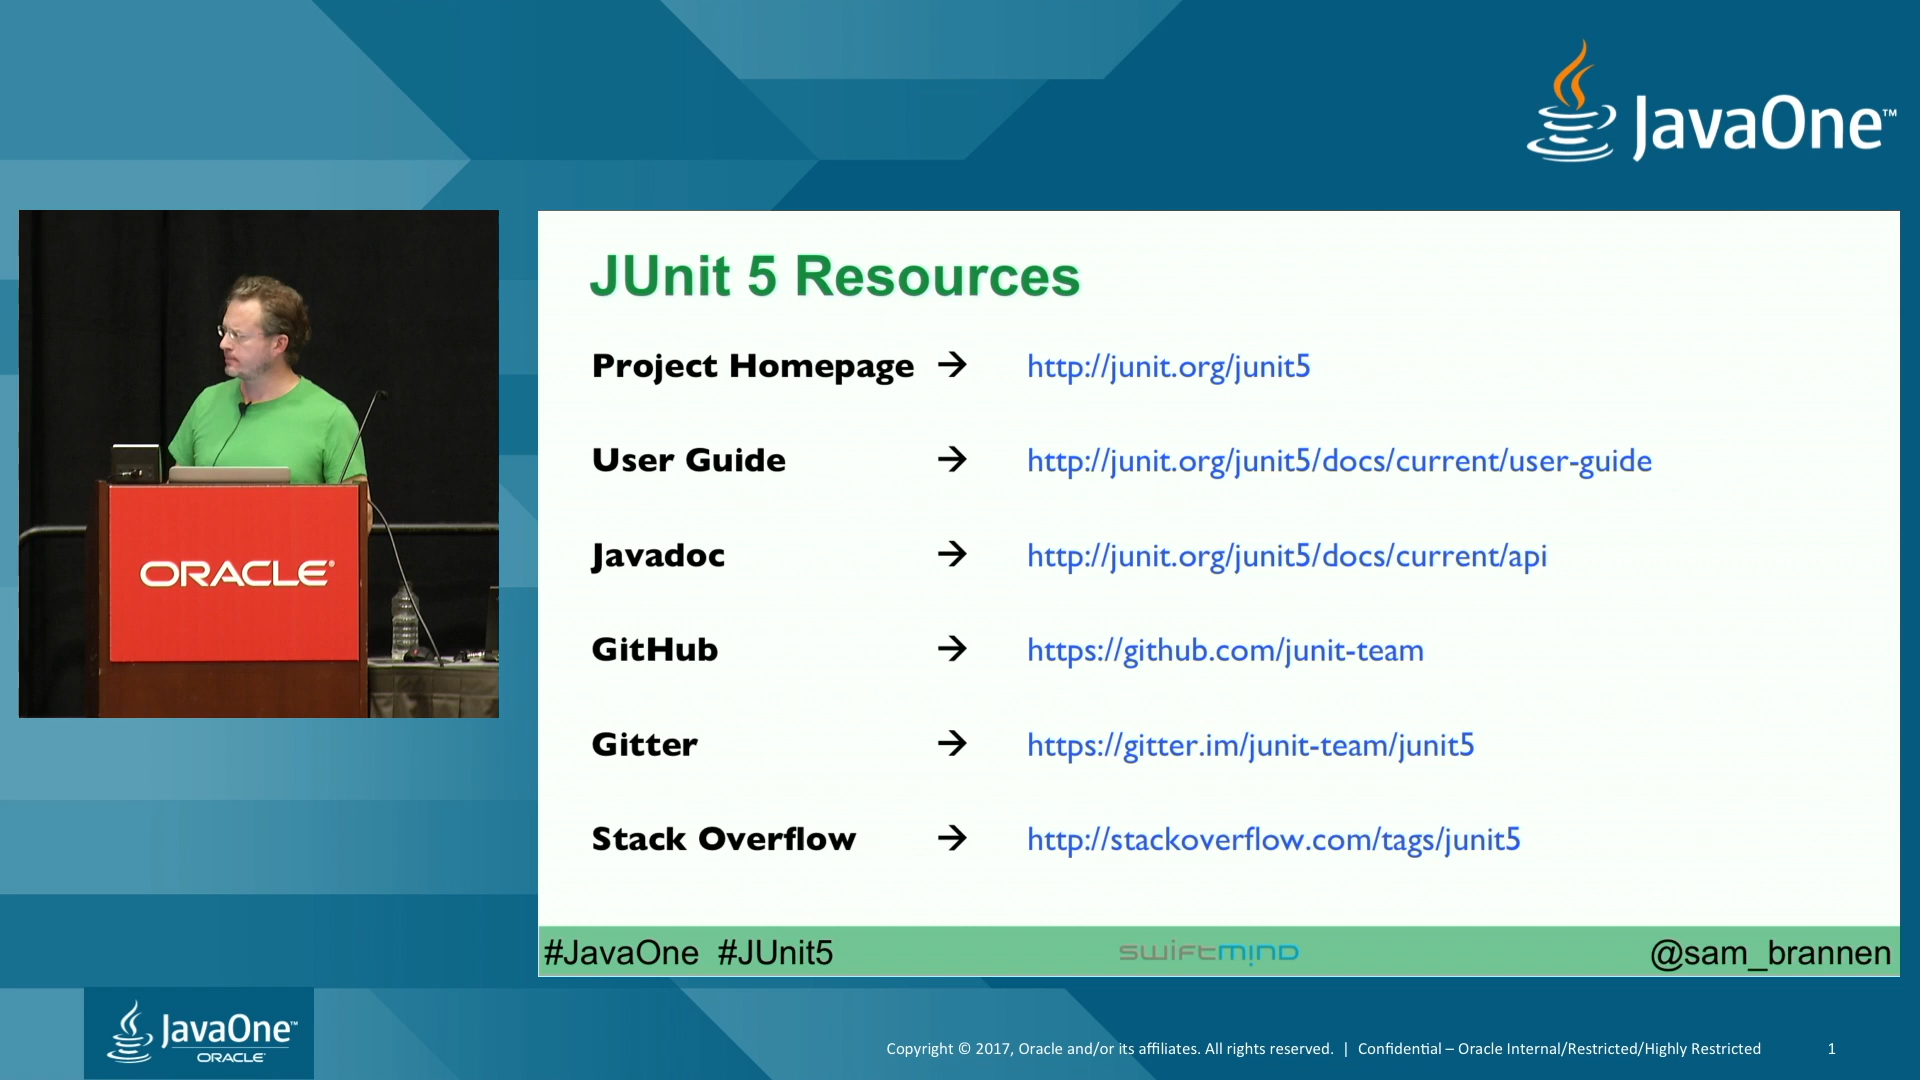 JavaOne™
JUnit 5 Resources
Project Homepage → http://junit.org/junit5
User Guide → http://junit.org/junit5/docs/current/user-guide
Javadoc → http://junit.org/junit5/docs/current/api
GitHub → https://github.com/junit-team
Gitter → https://gitter.im/junit-team/junit5
Stack Overflow → http://stackoverflow.com/tags/junit5
ORACLE®
#JavaOne #JUnit5 swiftmind @sam_brannen
JavaOne™
ORACLE®
Copyright © 2017, Oracle and/or its affiliates. All rights reserved. | Confidential – Oracle Internal/Restricted/Highly Restricted 1